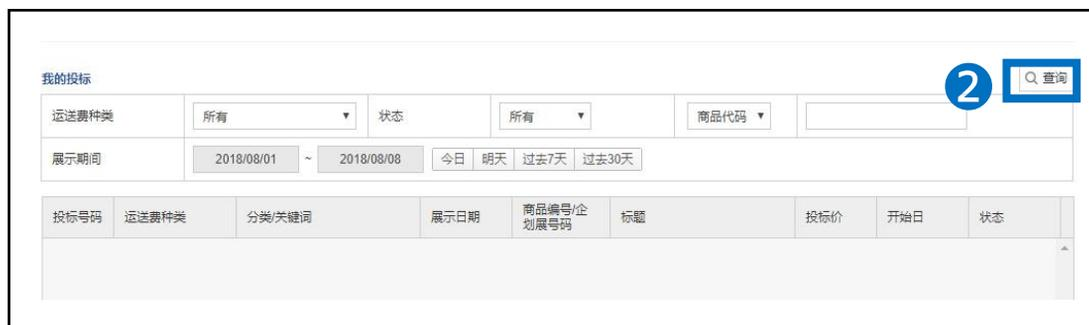 我的投标
2 查询
运送费种类 所有 状态 所有 商品代码
展示期间 2018/08/01 ~ 2018/08/08 今日 明天 过去7天 过去30天
投标号码 运送费种类 分类/关键词 展示日期 商品编号/企划展号码 标题 投标价 开始日 状态